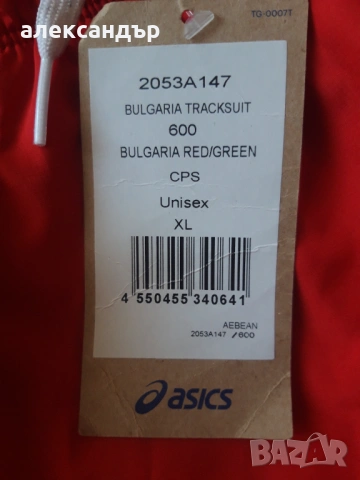 александър
TG-0007T
2053A147
BULGARIA TRACKSUIT
600
BULGARIA RED/GREEN
CPS
Unisex
XL
4 550455 340641
AEBEAN
2053A147 /600
asics
BAZAR